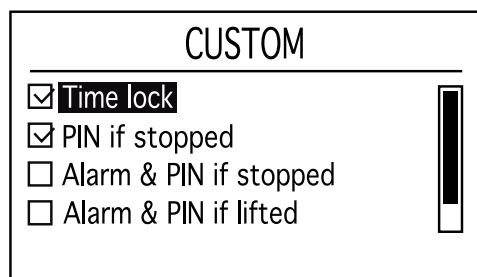 CUSTOM
Time lock
PIN if stopped
Alarm & PIN if stopped
Alarm & PIN if lifted